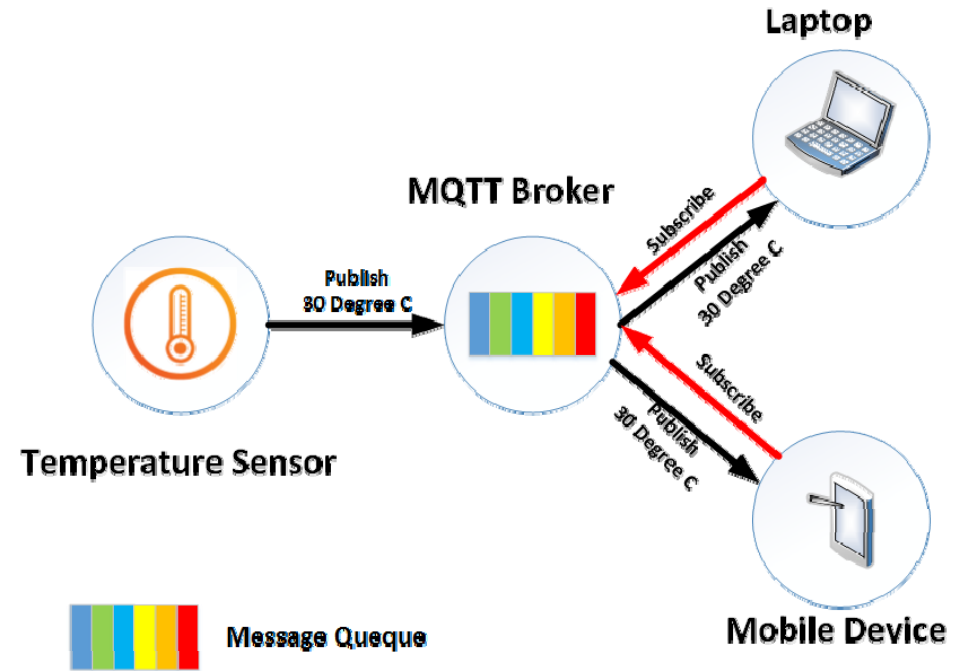 Laptop
MQTT Broker
Subscribe
Publish
30 Degree C
Publish
30 Degree C
Subscribe
Publish
30 Degree C
Temperature Sensor
Mobile Device
Message Queque